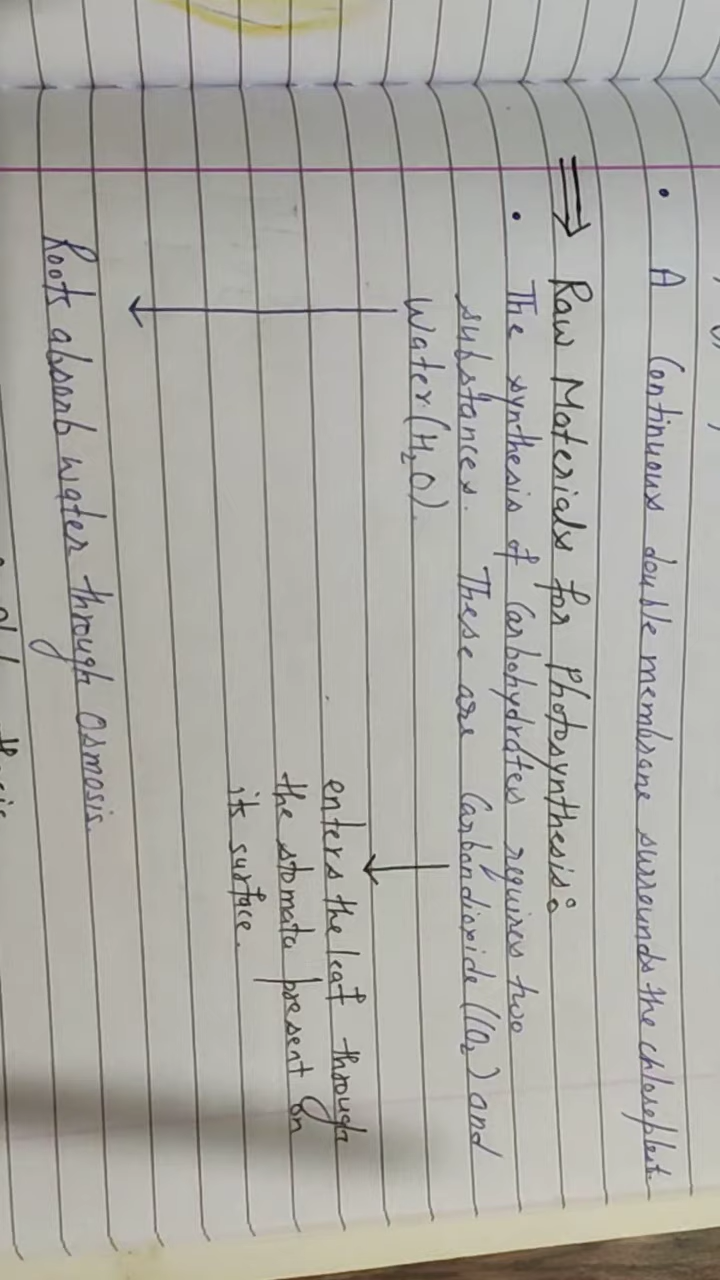 • A Continuous double membrane surrounds the chloroplast.
⇒ Raw Materials for Photosynthesis:
• The synthesis of Carbohydrates requires two
substances. These are Carbondioxide (CO₂) and
Water (H₂O).
enters the leaf through
the stomata present on
its surface.
Roots absorb water through Osmosis.